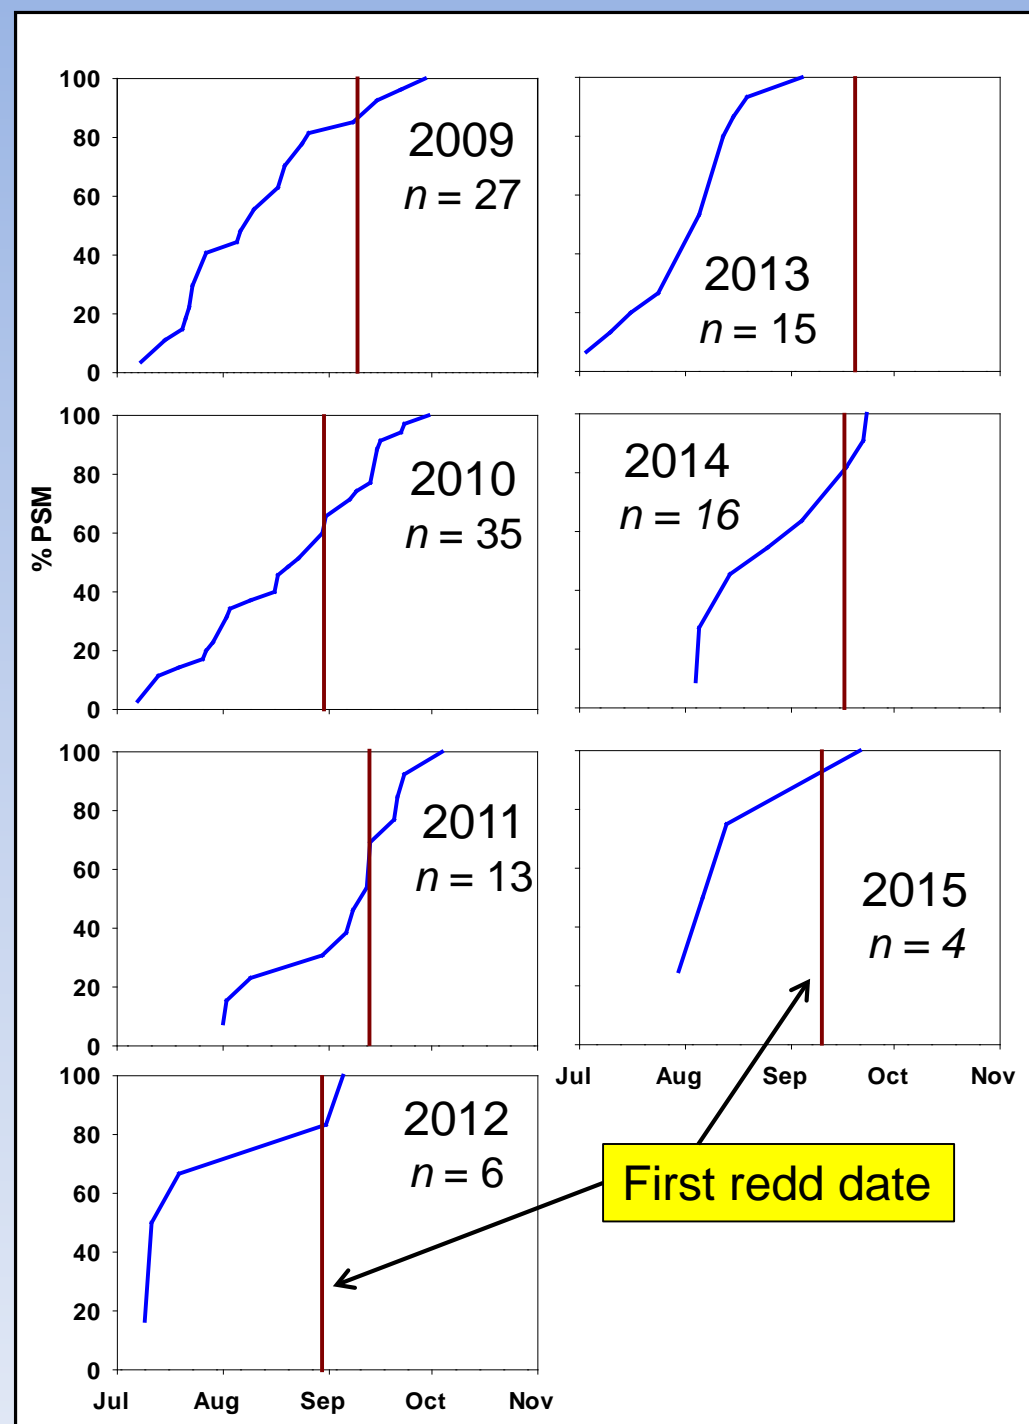 % PSM
100
80
60
40
20
0
2009
n = 27
2013
n = 15
100
80
60
40
20
0
2010
n = 35
2014
n = 16
100
80
60
40
20
0
2011
n = 13
2015
n = 4
Jul Aug Sep Oct Nov
100
80
60
40
20
0
2012
n = 6
Jul Aug Sep Oct Nov
First redd date